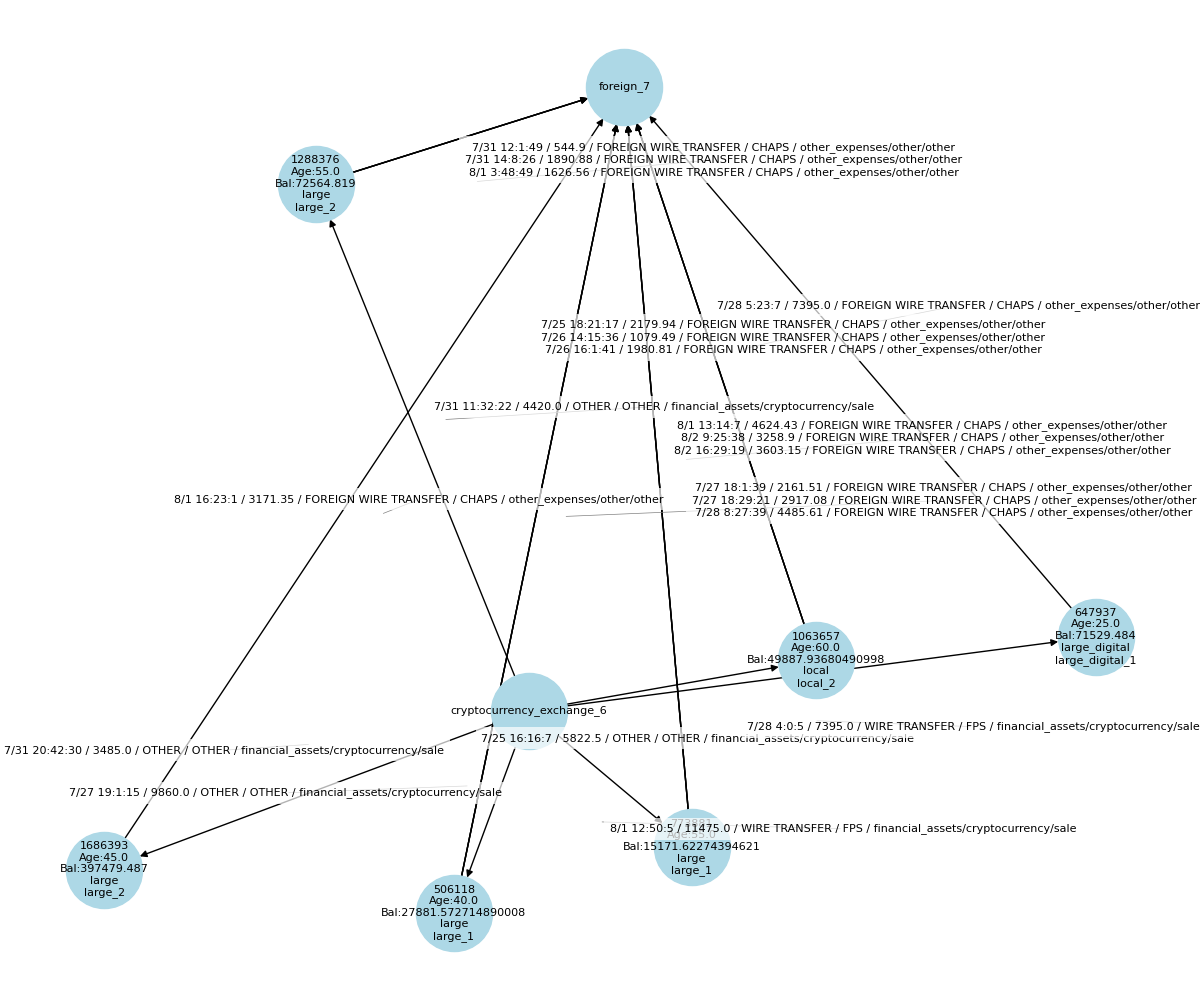 foreign_7
7/31 12:1:49 / 544.9 / FOREIGN WIRE TRANSFER / CHAPS / other_expenses/other/other
7/31 14:8:26 / 1890.88 / FOREIGN WIRE TRANSFER / CHAPS / other_expenses/other/other
8/1 3:48:49 / 1626.56 / FOREIGN WIRE TRANSFER / CHAPS / other_expenses/other/other
1288376
Age:55.0
Bal:72564.819
large
large_2
7/28 5:23:7 / 7395.0 / FOREIGN WIRE TRANSFER / CHAPS / other_expenses/other/other
7/25 18:21:17 / 2179.94 / FOREIGN WIRE TRANSFER / CHAPS / other_expenses/other/other
7/26 14:15:36 / 1079.49 / FOREIGN WIRE TRANSFER / CHAPS / other_expenses/other/other
7/26 16:1:41 / 1980.81 / FOREIGN WIRE TRANSFER / CHAPS / other_expenses/other/other
7/31 11:32:22 / 4420.0 / OTHER / OTHER / financial_assets/cryptocurrency/sale
8/1 13:14:7 / 4624.43 / FOREIGN WIRE TRANSFER / CHAPS / other_expenses/other/other
8/2 9:25:38 / 3258.9 / FOREIGN WIRE TRANSFER / CHAPS / other_expenses/other/other
8/2 16:29:19 / 3603.15 / FOREIGN WIRE TRANSFER / CHAPS / other_expenses/other/other
7/27 18:1:39 / 2161.51 / FOREIGN WIRE TRANSFER / CHAPS / other_expenses/other/other
7/27 18:29:21 / 2917.08 / FOREIGN WIRE TRANSFER / CHAPS / other_expenses/other/other
7/28 8:27:39 / 4485.61 / FOREIGN WIRE TRANSFER / CHAPS / other_expenses/other/other
8/1 16:23:1 / 3171.35 / FOREIGN WIRE TRANSFER / CHAPS / other_expenses/other/other
647937
Age:25.0
Bal:71529.484
large_digital
large_digital_1
1063657
Age:60.0
Bal:49887.93680490998
local
local_2
cryptocurrency_exchange_6
7/28 4:0:5 / 7395.0 / WIRE TRANSFER / FPS / financial_assets/cryptocurrency/sale
7/25 16:16:7 / 5822.5 / OTHER / OTHER / financial_assets/cryptocurrency/sale
7/31 20:42:30 / 3485.0 / OTHER / OTHER / financial_assets/cryptocurrency/sale
7/27 19:1:15 / 9860.0 / OTHER / OTHER / financial_assets/cryptocurrency/sale
8/1 12:50:5 / 11475.0 / WIRE TRANSFER / FPS / financial_assets/cryptocurrency/sale
Bal:15171.62274394621
large
large_1
1686393
Age:45.0
Bal:397479.487
large
large_2
506118
Age:40.0
Bal:27881.572714890008
large
large_1